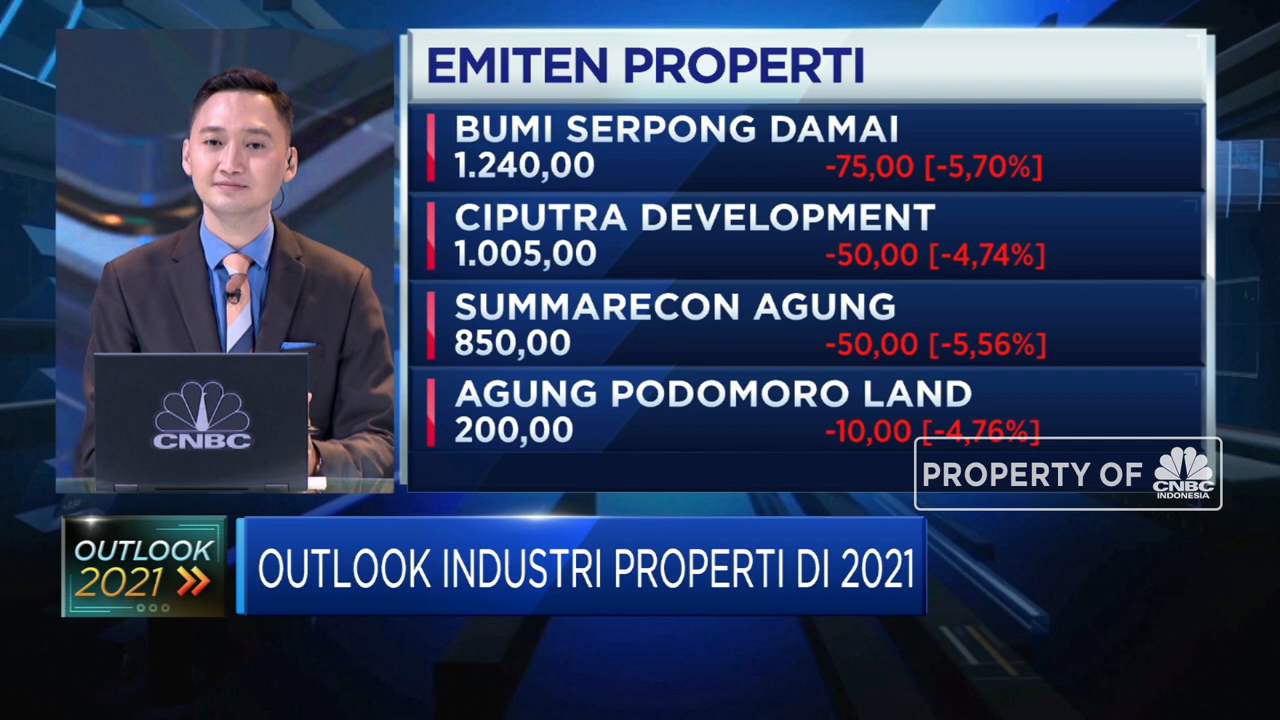 EMITEN PROPERTI
BUMI SERPONG DAMAI
1.240,00 -75,00 [-5,70%]
CIPUTRA DEVELOPMENT
1.005,00 -50,00 [-4,74%]
SUMMARECON AGUNG
850,00 -50,00 [-5,56%]
AGUNG PODOMORO LAND
200,00 -10,00 [-4,76%]
CNBC
PROPERTY OF CNBC INDONESIA
OUTLOOK
2021
OUTLOOK INDUSTRI PROPERTI DI 2021